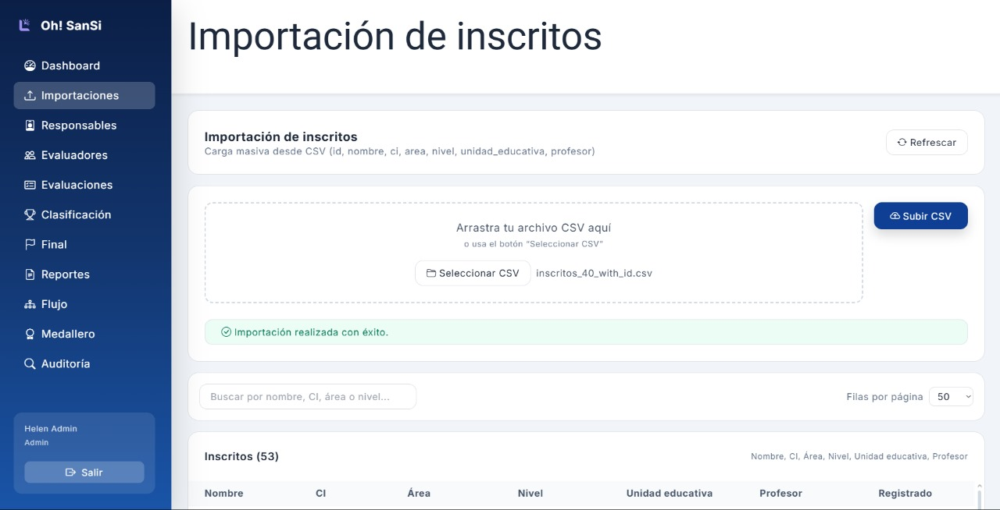 Oh! SanSi
Dashboard
Importaciones
Responsables
Evaluadores
Evaluaciones
Clasificación
Final
Reportes
Flujo
Medallero
Auditoría
Helen Admin
Admin
Salir
Importación de inscritos
Importación de inscritos
Carga masiva desde CSV (id, nombre, ci, area, nivel, unidad_educativa, profesor)
Refrescar
Arrastra tu archivo CSV aquí
o usa el botón “Seleccionar CSV”
Seleccionar CSV inscritos_40_with_id.csv
Subir CSV
Importación realizada con éxito.
Buscar por nombre, CI, área o nivel...
Filas por página 50
Inscritos (53)
Nombre, CI, Área, Nivel, Unidad educativa, Profesor
Nombre CI Área Nivel Unidad educativa Profesor Registrado